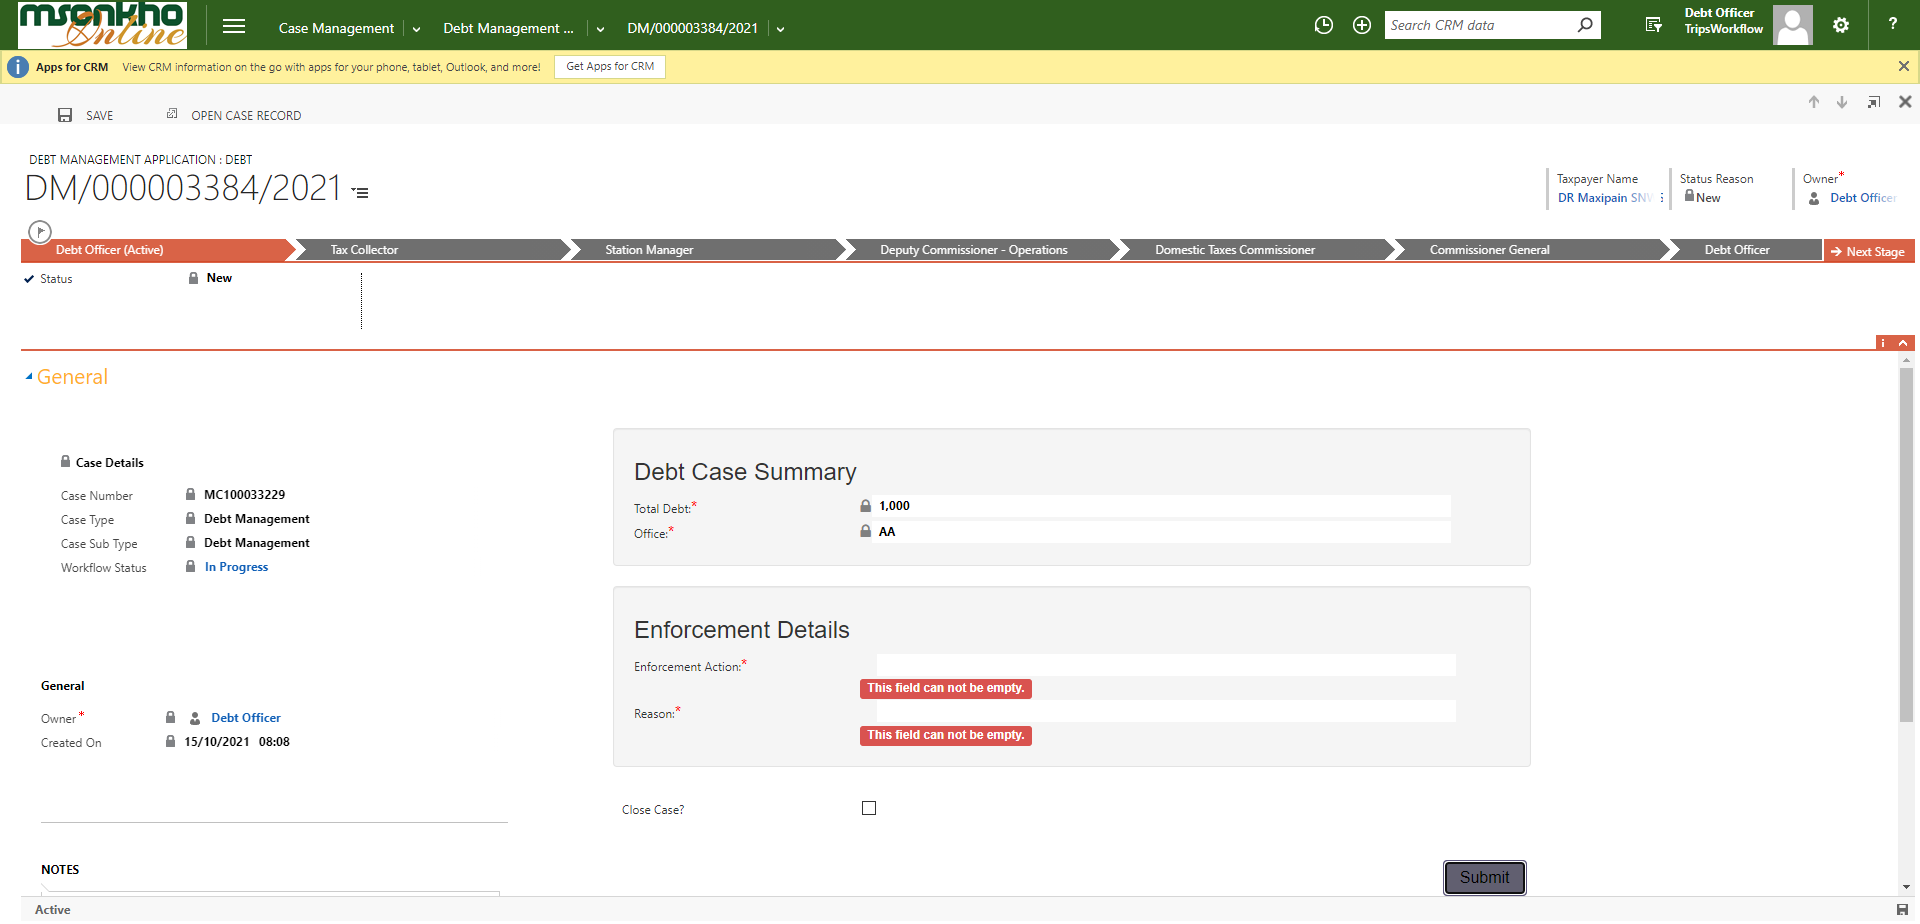 msonkho
Online
Case Management
Debt Management ...
DM/000003384/2021
Search CRM data
Debt Officer
TripsWorkflow
?
i
Apps for CRM
View CRM information on the go with apps for your phone, tablet, Outlook, and more!
Get Apps for CRM
SAVE
OPEN CASE RECORD
DEBT MANAGEMENT APPLICATION : DEBT
DM/000003384/2021
Taxpayer Name
DR Maxipain
Status Reason
New
Owner*
Debt Officer
Debt Officer (Active)
Tax Collector
Station Manager
Deputy Commissioner - Operations
Domestic Taxes Commissioner
Commissioner General
Debt Officer
Next Stage
Status
New
i
General
Case Details
Case Number
MC100033229
Case Type
Debt Management
Case Sub Type
Debt Management
Workflow Status
In Progress
General
Owner*
Debt Officer
Created On
15/10/2021 08:08
NOTES
Debt Case Summary
Total Debt:*
1,000
Office:*
AA
Enforcement Details
Enforcement Action:*
This field can not be empty.
Reason:*
This field can not be empty.
Close Case?
Submit
Active